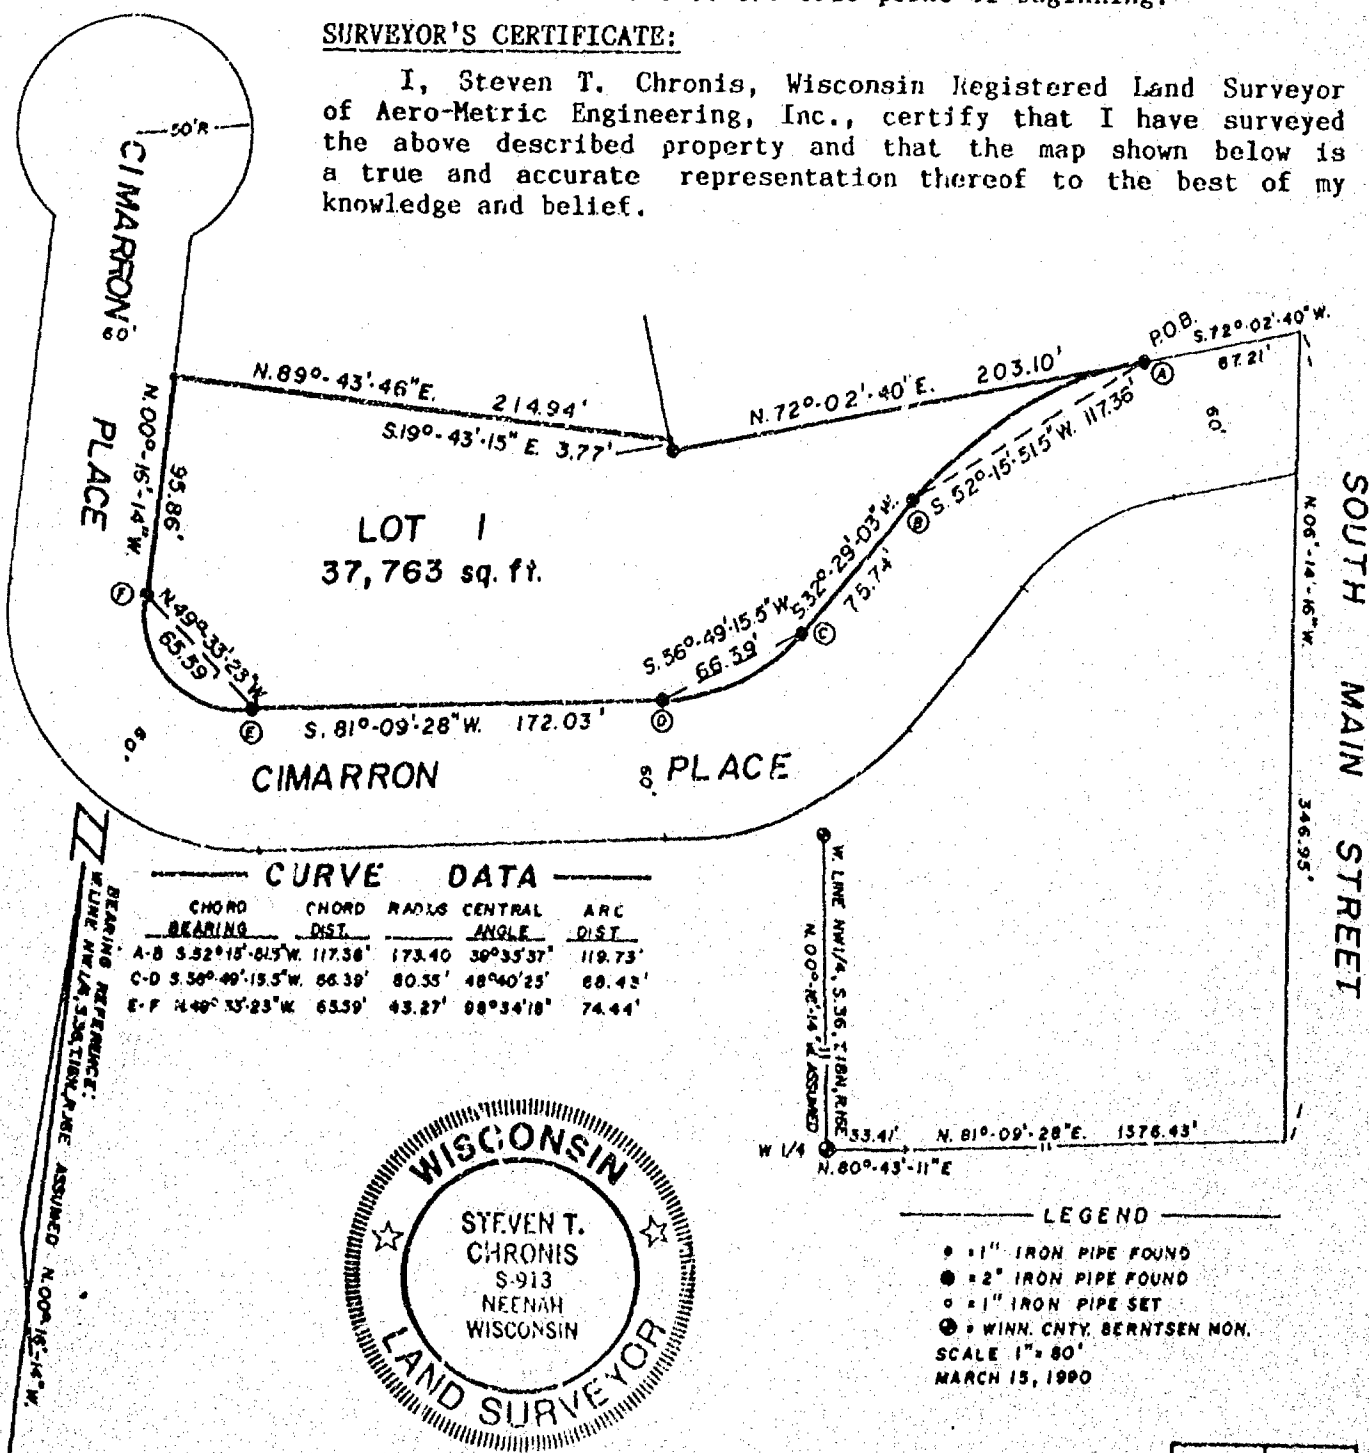 SURVEYOR'S CERTIFICATE:
I, Steven T. Chronis, Wisconsin Registered Land Surveyor
of Aero-Metric Engineering, Inc., certify that I have surveyed
the above described property and that the map shown below is
a true and accurate representation thereof to the best of my
knowledge and belief.
50'R
CIMARRON
60'
PLACE
N.00°-15'-14"W.
95.86'
N.89°-43'-46"E. 214.94'
S.19°-43'-15" E. 3.77'
N.72°-02'-40"E. 203.10'
P.O.B.
S.72°-02'-40"W.
67.21'
A
60'
S.52°-15'-51.5"W. 117.36'
B
S.32°-29'-03"W.
75.74'
C
S.56°-49'-15.5"W.
66.39'
D
LOT 1
37,763 sq. ft.
F
N.49°-33'-23"W.
65.59'
E
S. 81°-09'-28"W. 172.03'
60'
CIMARRON PLACE
60'
SOUTH MAIN STREET
N.06°-14'-16"W.
346.95'
CURVE DATA
CHORD CHORD RADIUS CENTRAL ARC
BEARING DIST. ANGLE DIST.
A-B S.52°15'-51.5"W. 117.36' 173.40 39°33'37" 119.73'
C-D S.56°-49'-15.5"W. 66.39' 80.55' 48°40'25" 68.43'
E-F N.49°33'-23"W. 65.59' 43.27' 98°34'18" 74.44'
BEARING REFERENCE:
W.LINE NW1/4, S.36, T.18N., R.16E ASSUMED N.00°-15'-14"W.
W. LINE NW1/4, S.36, T.18N, R.16E
N.00°-15'-14"W. ASSUMED
W 1/4
33.41'
N. 81°-09'-28"E. 1376.43'
N.80°-43'-11"E
WISCONSIN
STEVEN T.
CHRONIS
S-913
NEENAH
WISCONSIN
LAND SURVEYOR
LEGEND
• =1" IRON PIPE FOUND
● =2" IRON PIPE FOUND
o =1" IRON PIPE SET
= WINN. CNTY. BERNTSEN MON.
SCALE 1"= 60'
MARCH 15, 1990